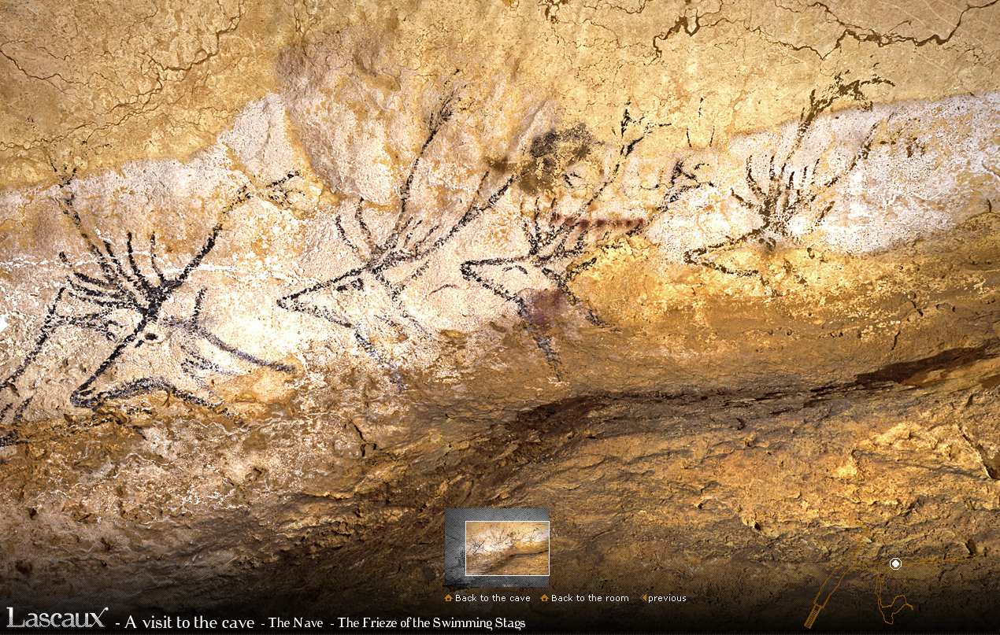 Back to the cave Back to the room previous
Lascaux - A visit to the cave - The Nave - The Frieze of the Swimming Stags